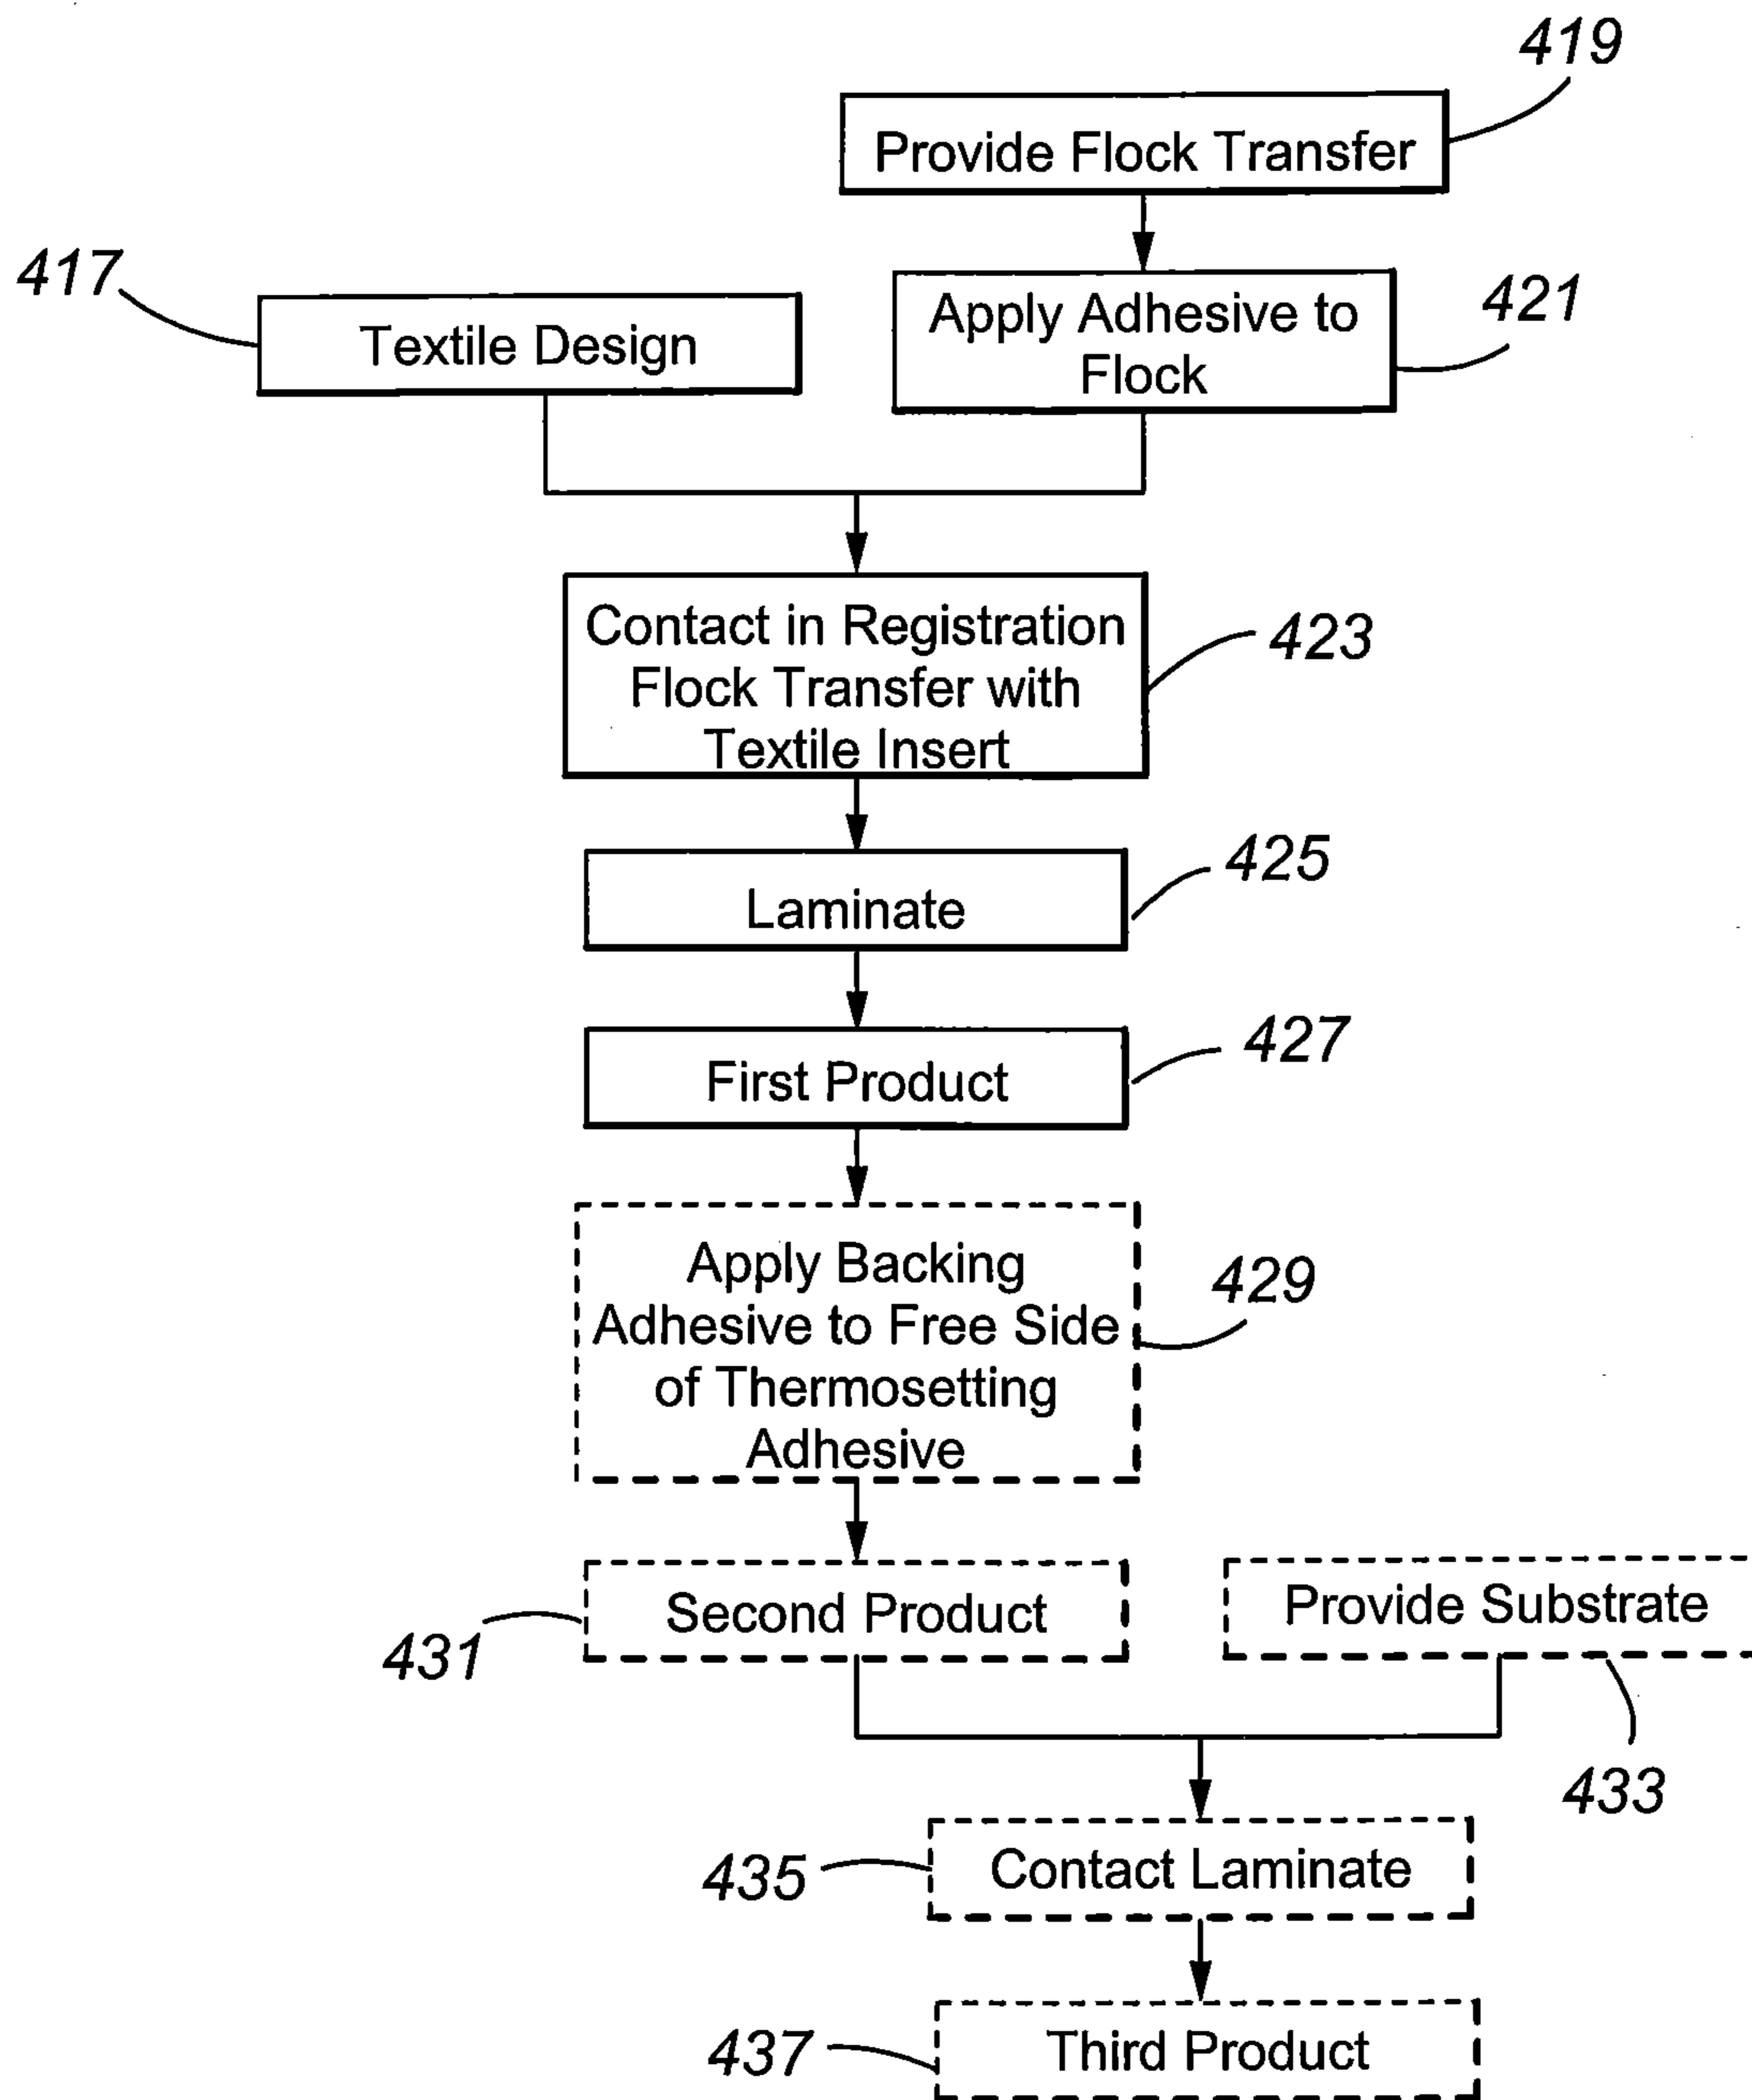 419
Provide Flock Transfer
417
Textile Design
Apply Adhesive to
Flock
421
Contact in Registration
Flock Transfer with
Textile Insert
423
Laminate
425
First Product
427
Apply Backing
Adhesive to Free Side
of Thermosetting
Adhesive
429
Second Product
431
Provide Substrate
433
Contact Laminate
435
Third Product
437